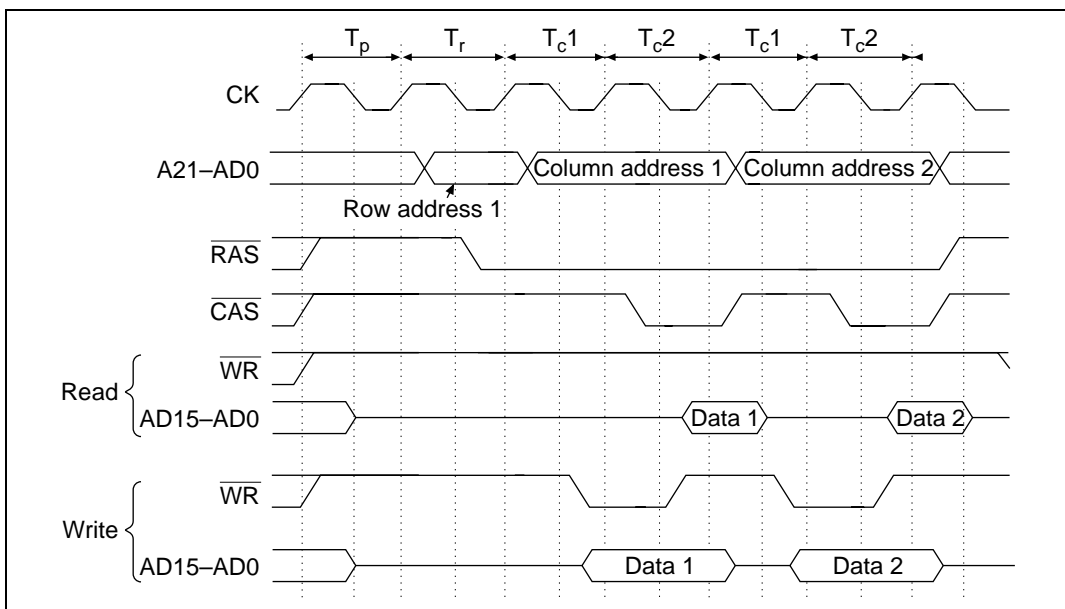 Tp Tr Tc1 Tc2 Tc1 Tc2
CK
A21–AD0 Column address 1 Column address 2
Row address 1
RAS
CAS
Read
WR
AD15–AD0 Data 1 Data 2
Write
WR
AD15–AD0 Data 1 Data 2